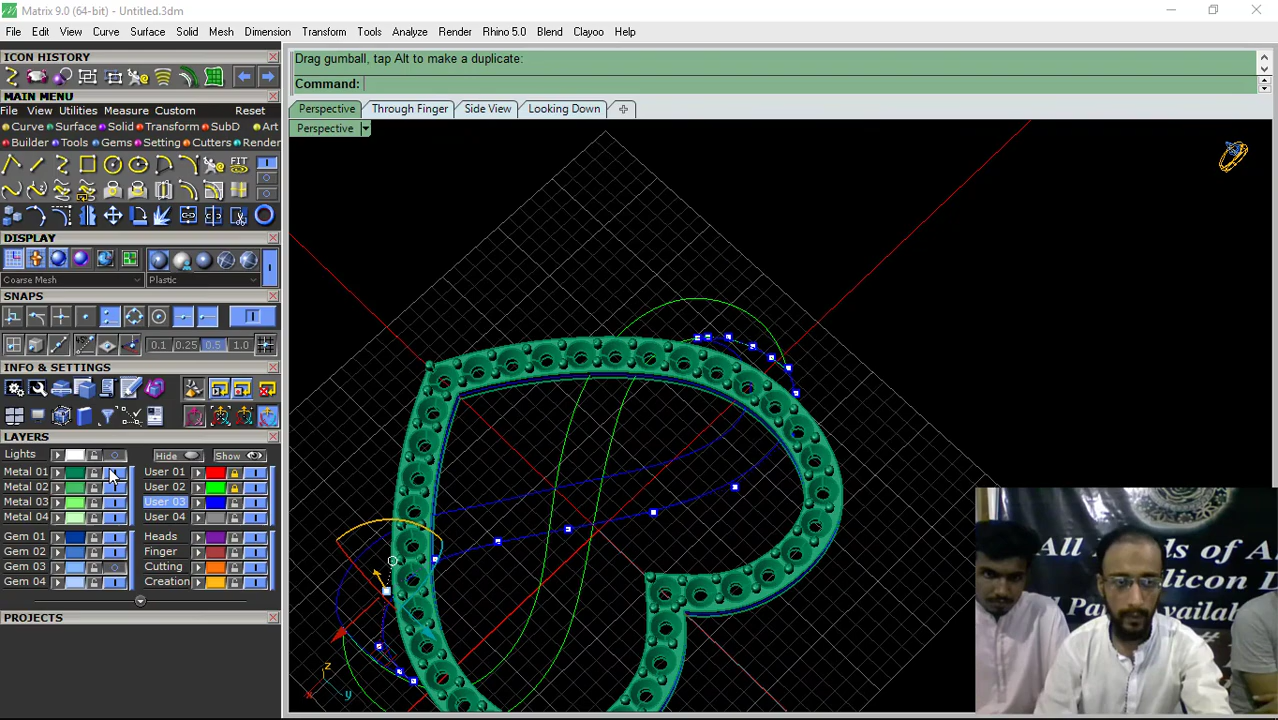 Matrix 9.0 (64-bit) - Untitled.3dm
File Edit View Curve Surface Solid Mesh Dimension Transform Tools Analyze Render Rhino 5.0 Blend Clayoo Help
ICON HISTORY
Drag gumball, tap Alt to make a duplicate:
Command:
MAIN MENU
File View Utilities Measure Custom Reset
Perspective Through Finger Side View Looking Down
Curve Surface Solid Transform SubD Art
Perspective
Builder Tools Gems Setting Cutters Render
FIT
DISPLAY
Coarse Mesh Plastic
SNAPS
0.1 0.25 0.5 1.0
INFO & SETTINGS
LAYERS
Lights Hide Show
Metal 01 User 01
Metal 02 User 02
Metal 03 User 03
Metal 04 User 04
Gem 01 Heads
Gem 02 Finger
Gem 03 Cutting
Gem 04 Creation
PROJECTS
z
x y